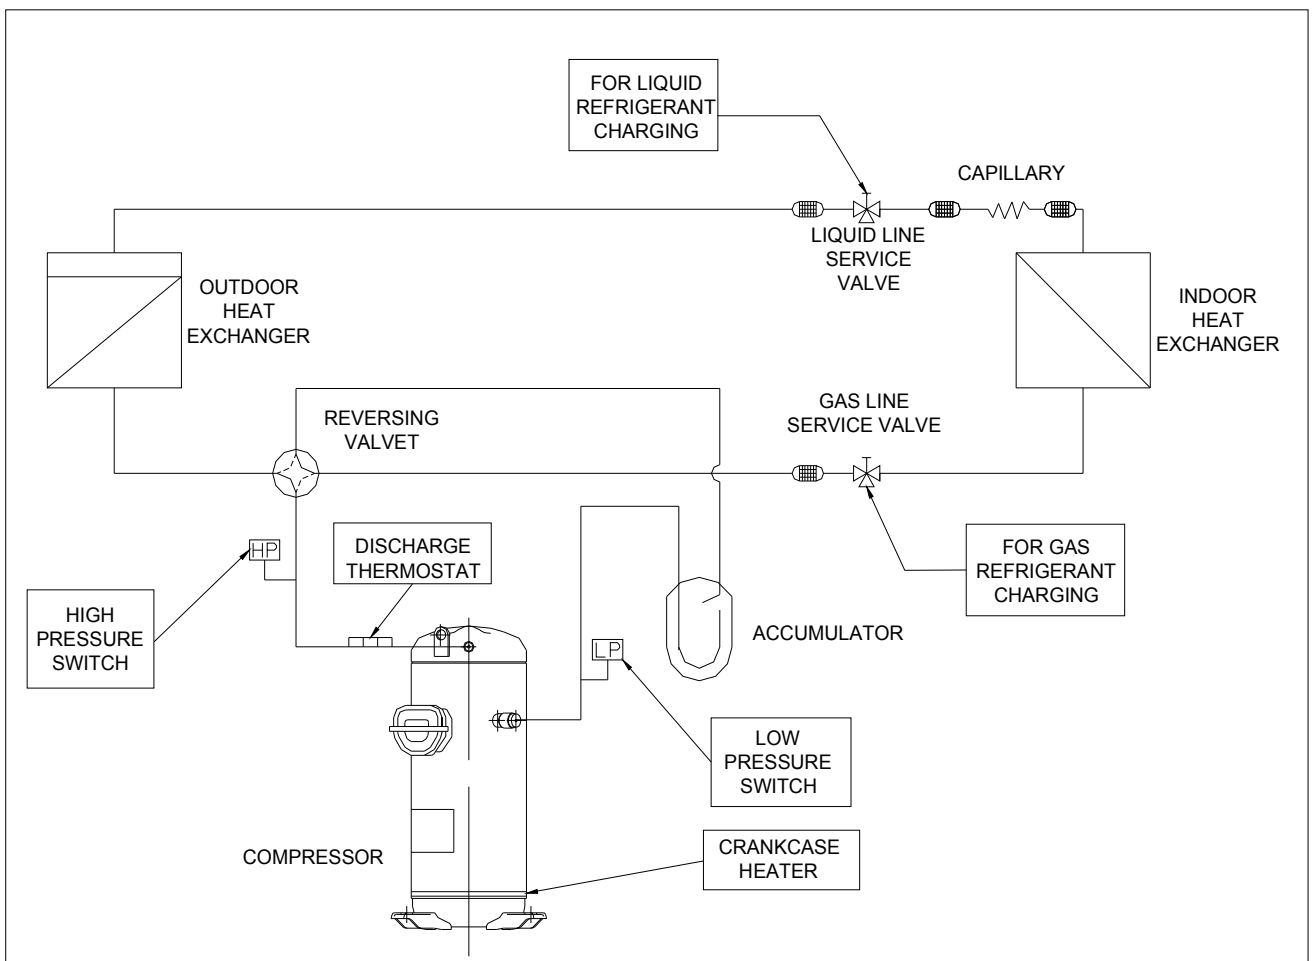 FOR LIQUID
REFRIGERANT
CHARGING
CAPILLARY
LIQUID LINE
SERVICE
VALVE
OUTDOOR
HEAT
EXCHANGER
INDOOR
HEAT
EXCHANGER
REVERSING
VALVET
GAS LINE
SERVICE VALVE
HP
DISCHARGE
THERMOSTAT
FOR GAS
REFRIGERANT
CHARGING
HIGH
PRESSURE
SWITCH
LP
ACCUMULATOR
LOW
PRESSURE
SWITCH
COMPRESSOR
CRANKCASE
HEATER